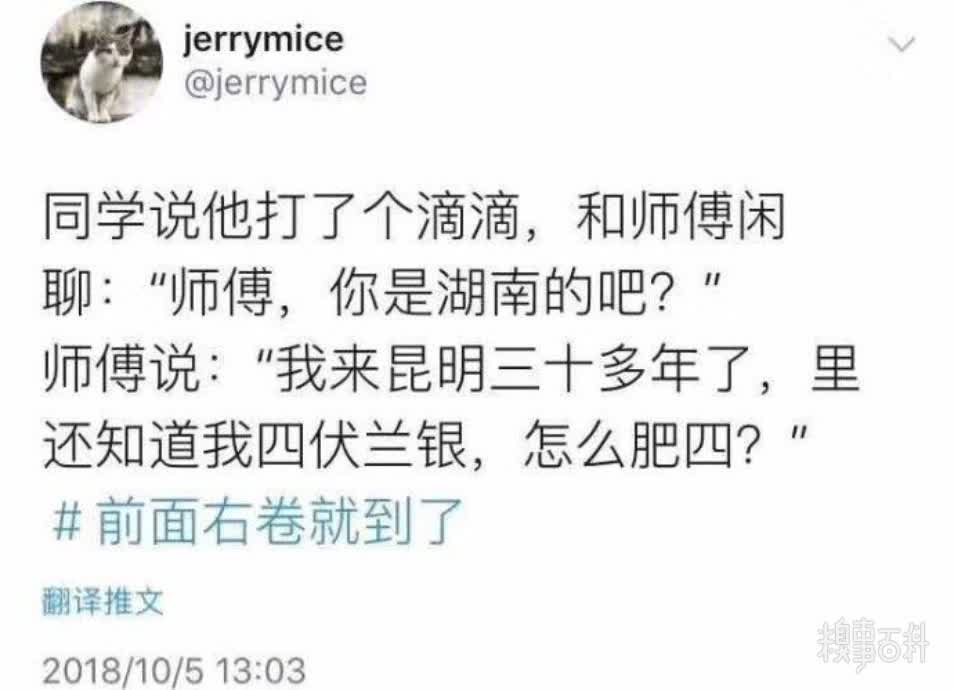 jerrymice
@jerrymice
同学说他打了个滴滴，和师傅闲
聊：“师傅，你是湖南的吧？”
师傅说：“我来昆明三十多年了，里
还知道我四伏兰银，怎么肥四？”
#前面右卷就到了
翻译推文
2018/10/5 13:03
糗事百科